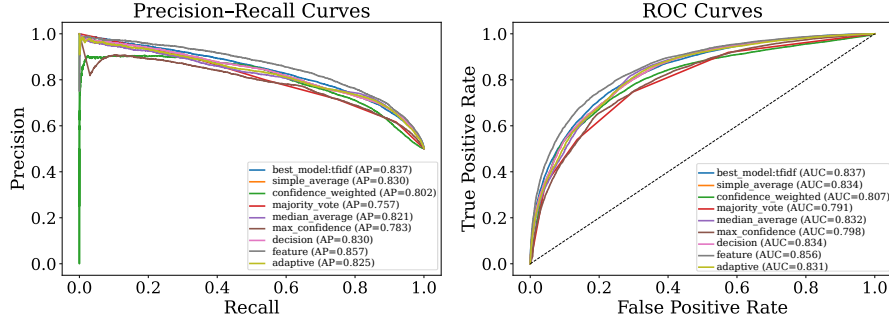 Precision–Recall Curves
Precision
1.0
0.8
0.6
0.4
0.2
0.0
best_model:tfidf (AP=0.837)
simple_average (AP=0.830)
confidence_weighted (AP=0.802)
majority_vote (AP=0.757)
median_average (AP=0.821)
max_confidence (AP=0.783)
decision (AP=0.830)
feature (AP=0.857)
adaptive (AP=0.825)
0.0 0.2 0.4 0.6 0.8 1.0
Recall
ROC Curves
True Positive Rate
1.0
0.8
0.6
0.4
0.2
0.0
best_model:tfidf (AUC=0.837)
simple_average (AUC=0.834)
confidence_weighted (AUC=0.807)
majority_vote (AUC=0.791)
median_average (AUC=0.832)
max_confidence (AUC=0.798)
decision (AUC=0.834)
feature (AUC=0.856)
adaptive (AUC=0.831)
0.0 0.2 0.4 0.6 0.8 1.0
False Positive Rate